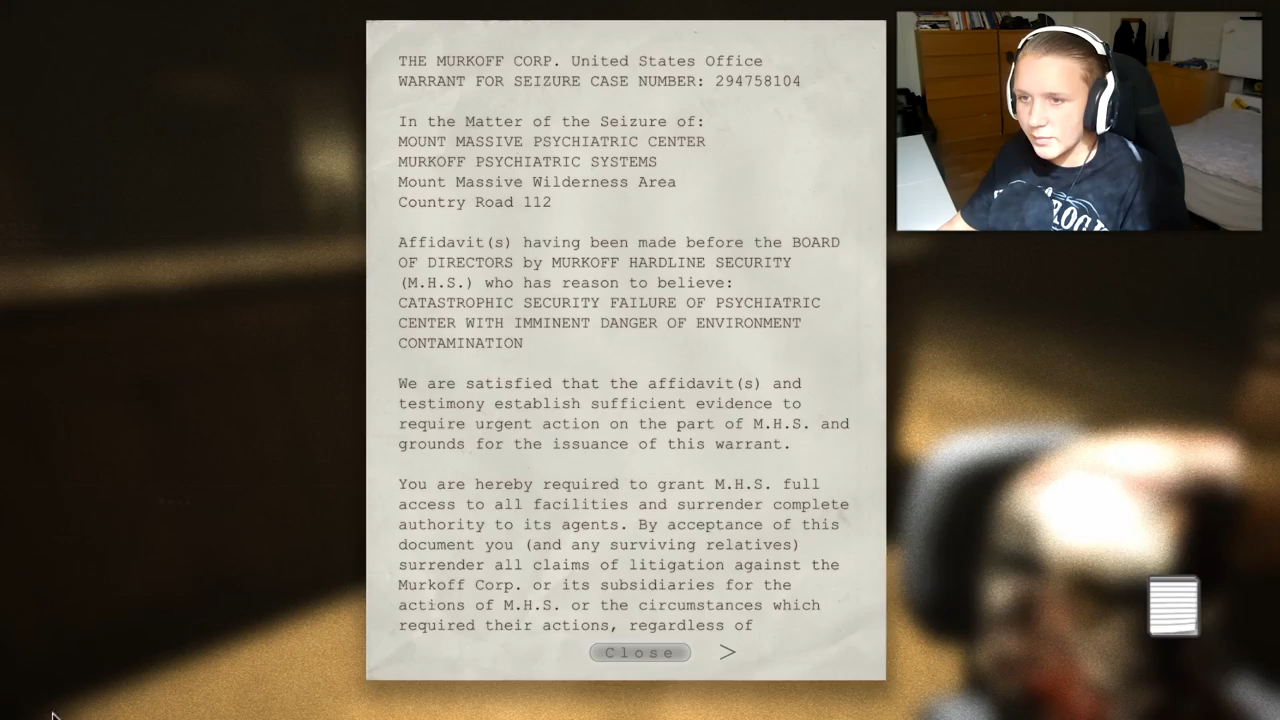 THE MURKOFF CORP. United States Office
WARRANT FOR SEIZURE CASE NUMBER: 294758104
In the Matter of the Seizure of:
MOUNT MASSIVE PSYCHIATRIC CENTER
MURKOFF PSYCHIATRIC SYSTEMS
Mount Massive Wilderness Area
Country Road 112
Affidavit(s) having been made before the BOARD
OF DIRECTORS by MURKOFF HARDLINE SECURITY
(M.H.S.) who has reason to believe:
CATASTROPHIC SECURITY FAILURE OF PSYCHIATRIC
CENTER WITH IMMINENT DANGER OF ENVIRONMENT
CONTAMINATION
We are satisfied that the affidavit(s) and
testimony establish sufficient evidence to
require urgent action on the part of M.H.S. and
grounds for the issuance of this warrant.
You are hereby required to grant M.H.S. full
access to all facilities and surrender complete
authority to its agents. By acceptance of this
document you (and any surviving relatives)
surrender all claims of litigation against the
Murkoff Corp. or its subsidiaries for the
actions of M.H.S. or the circumstances which
required their actions, regardless of
Close >